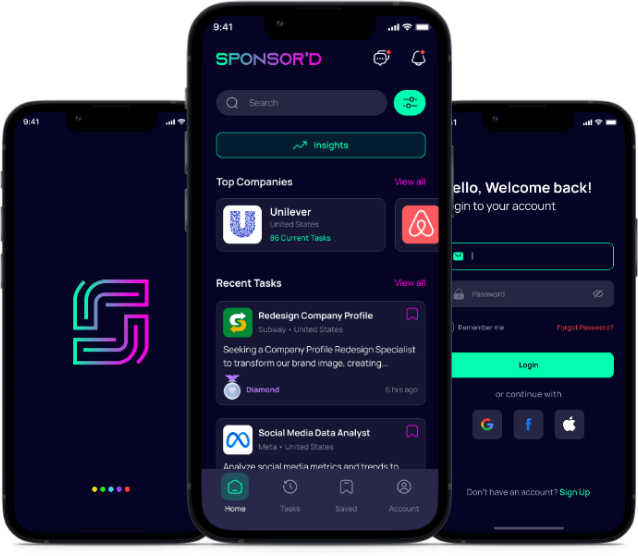 9:41
9:41
SPONSOR'D
Search
Insights
Top Companies
View all
Unilever
United States
86 Current Tasks
Recent Tasks
View all
Redesign Company Profile
Subway • United States
Seeking a Company Profile Redesign Specialist
to transform our brand image, creating...
Diamond
6 hrs ago
Social Media Data Analyst
Meta • United States
Analyze social media metrics and trends to
Home
Tasks
Saved
Account
:41
ello, Welcome back!
gin to your account
Password
Remember me
Forgot Password?
Login
or continue with
Don't have an account? Sign Up